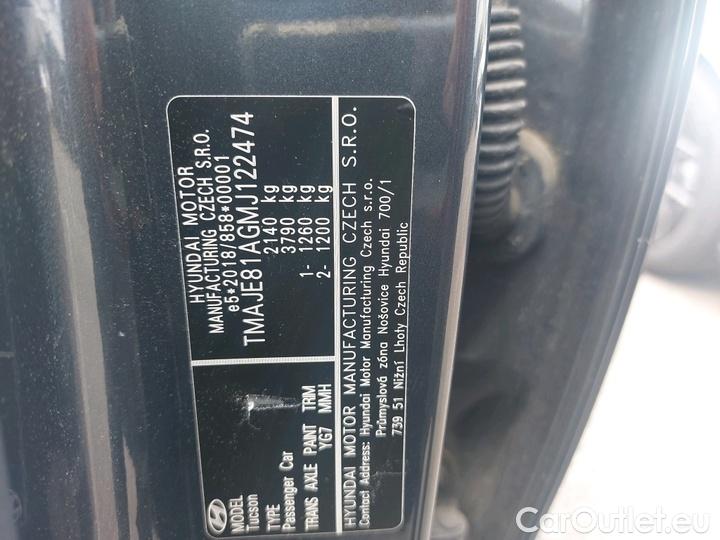 HYUNDAI MOTOR
MANUFACTURING CZECH S.R.O.
e5*2018/858*00001
TMAJE81AGMJ122474
2140 kg
3790 kg
1- 1260 kg
2- 1200 kg
MODEL
Tucson
TYPE
Passenger Car
TRANS AXLE PAINT TRIM
YG7 MMH
HYUNDAI MOTOR MANUFACTURING CZECH S.R.O.
Contact Address: Hyundai Motor Manufacturing Czech s.r.o.
Průmyslová zóna Nošovice Hyundai 700/1
739 51 Nižní Lhoty Czech Republic
CarOutlet.eu